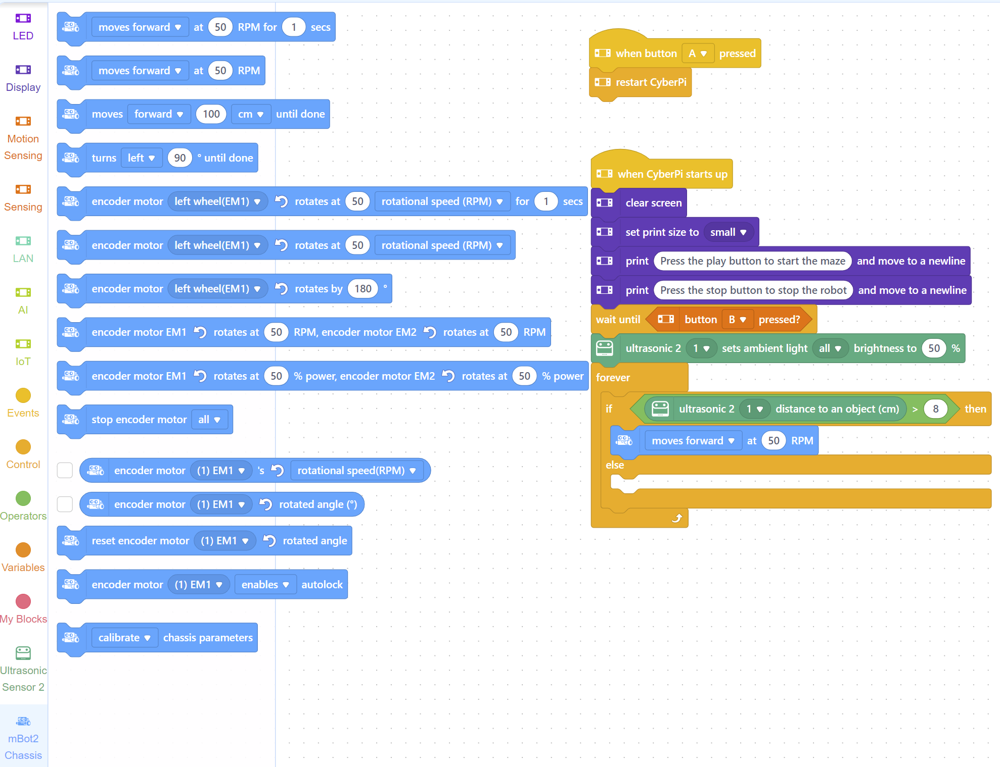 LED
Display
Motion
Sensing
Sensing
LAN
AI
IoT
Events
Control
Operators
Variables
My Blocks
Ultrasonic
Sensor 2
mBot2
Chassis
moves forward at 50 RPM for 1 secs
moves forward at 50 RPM
moves forward 100 cm until done
turns left 90 ° until done
encoder motor left wheel(EM1) rotates at 50 rotational speed (RPM) for 1 secs
encoder motor left wheel(EM1) rotates at 50 rotational speed (RPM)
encoder motor left wheel(EM1) rotates by 180 °
encoder motor EM1 rotates at 50 RPM, encoder motor EM2 rotates at 50 RPM
encoder motor EM1 rotates at 50 % power, encoder motor EM2 rotates at 50 % power
stop encoder motor all
encoder motor (1) EM1 's rotational speed(RPM)
encoder motor (1) EM1 rotated angle (°)
reset encoder motor (1) EM1 rotated angle
encoder motor (1) EM1 enables autolock
calibrate chassis parameters
when button A pressed
restart CyberPi
when CyberPi starts up
clear screen
set print size to small
print Press the play button to start the maze and move to a newline
print Press the stop button to stop the robot and move to a newline
wait until button B pressed?
ultrasonic 2 1 sets ambient light all brightness to 50 %
forever
if ultrasonic 2 1 distance to an object (cm) > 8 then
moves forward at 50 RPM
else